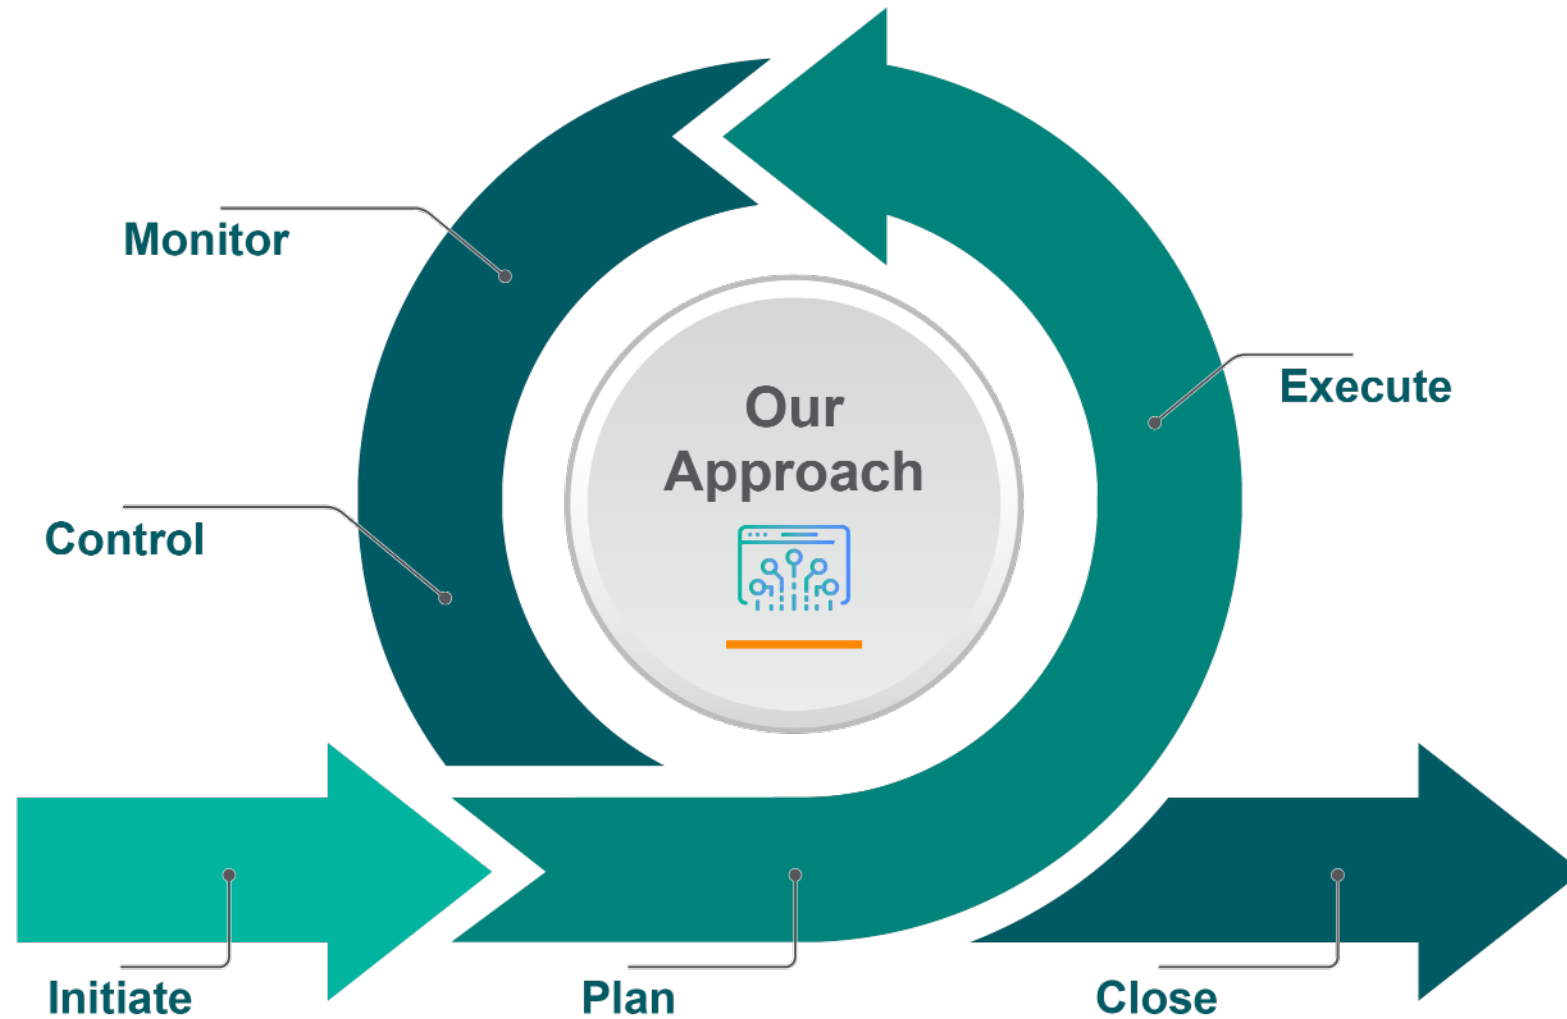 Monitor
Execute
Our
Approach
Control
Initiate
Plan
Close